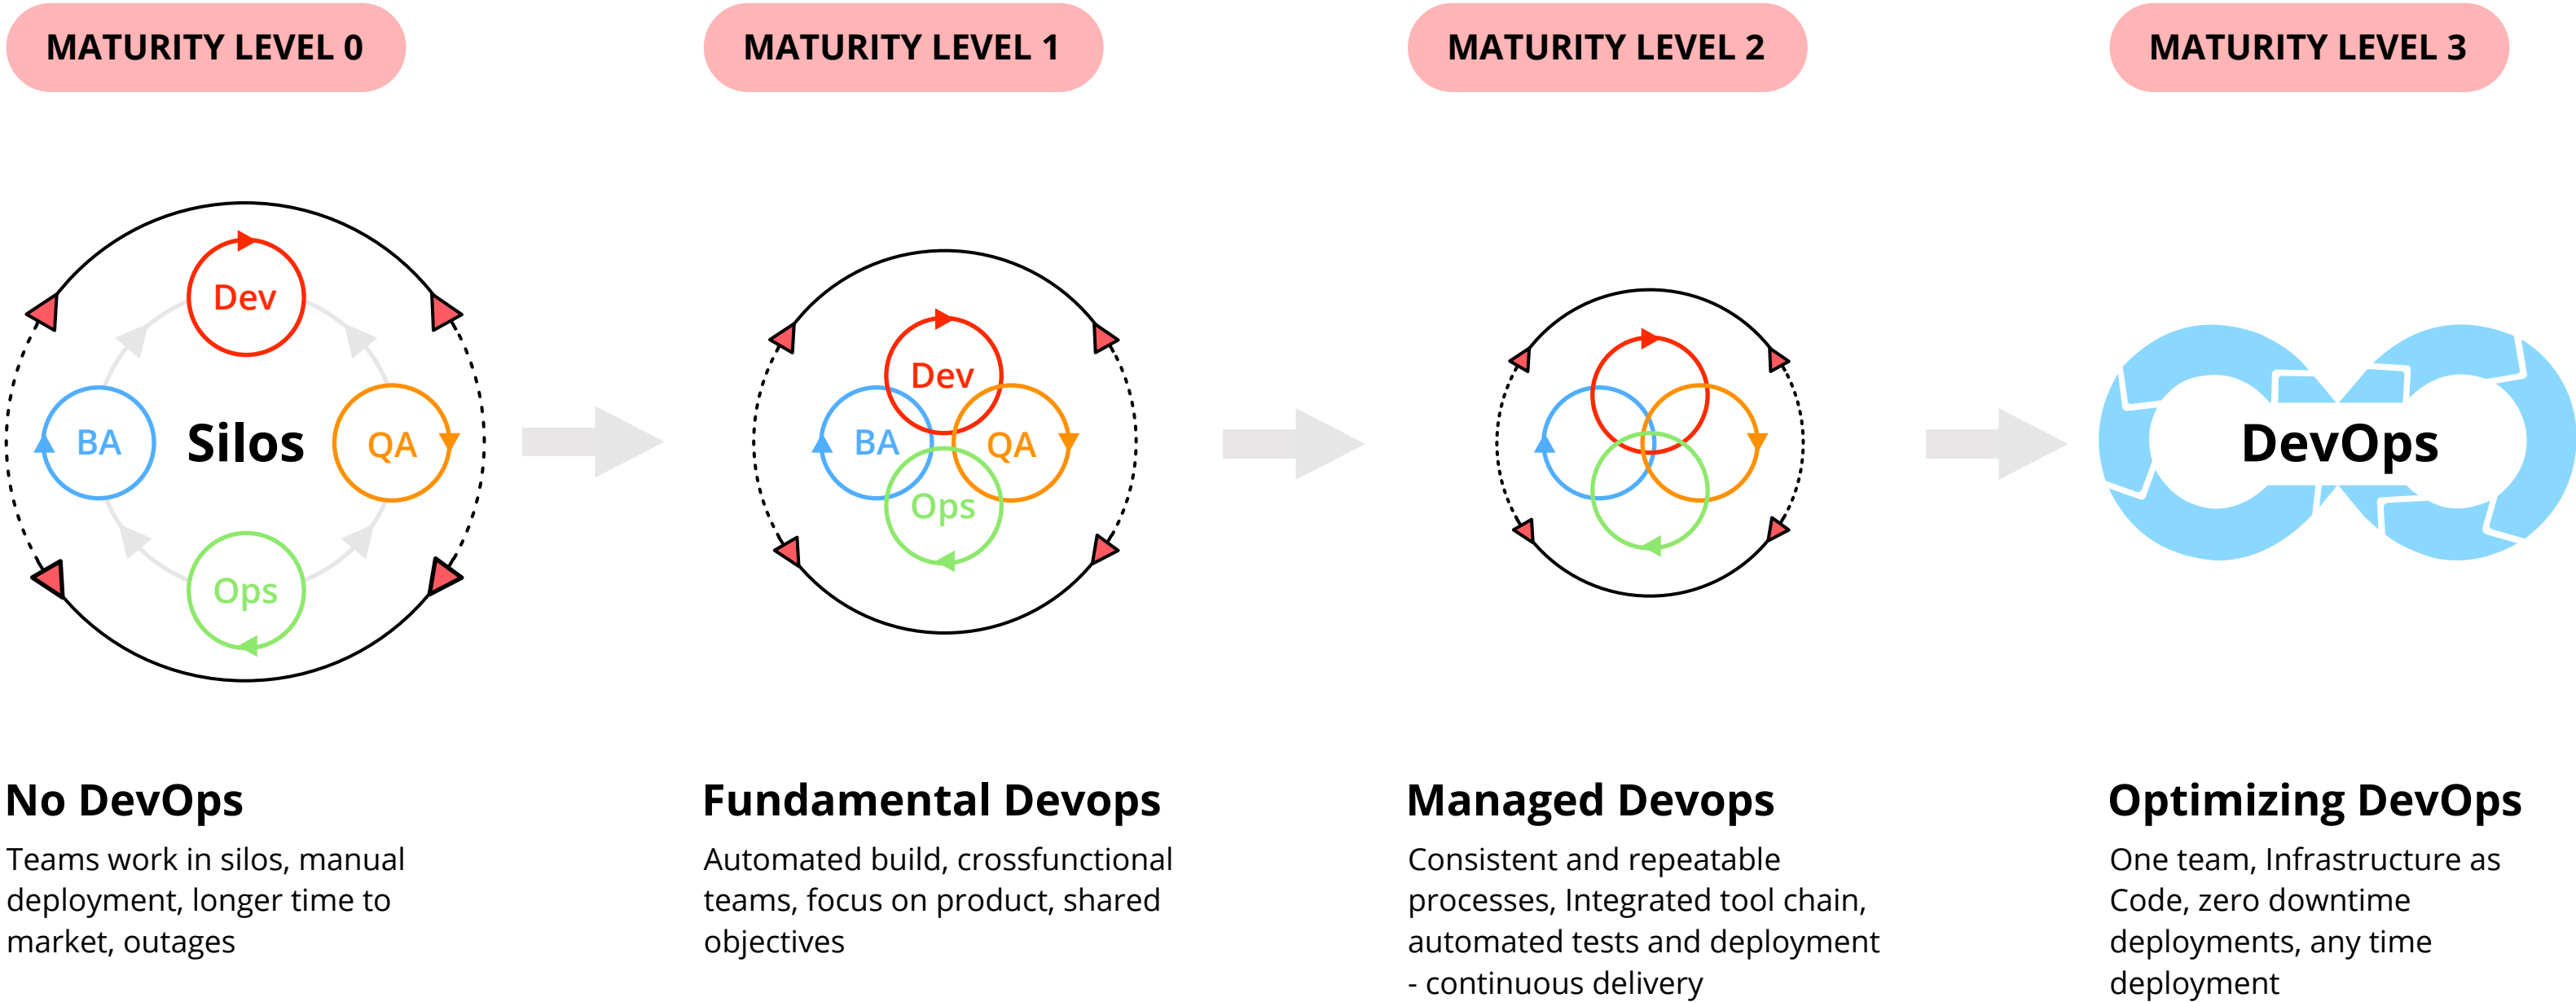 MATURITY LEVEL 0
MATURITY LEVEL 1
MATURITY LEVEL 2
MATURITY LEVEL 3
Dev
BA
Silos
QA
Ops
Dev
BA
QA
Ops
DevOps
No DevOps
Teams work in silos, manual
deployment, longer time to
market, outages
Fundamental Devops
Automated build, crossfunctional
teams, focus on product, shared
objectives
Managed Devops
Consistent and repeatable
processes, Integrated tool chain,
automated tests and deployment
- continuous delivery
Optimizing DevOps
One team, Infrastructure as
Code, zero downtime
deployments, any time
deployment